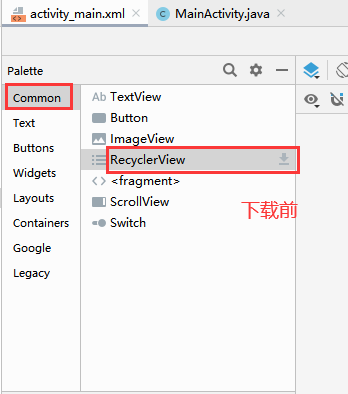 activity_main.xml MainActivity.java
Palette
Common
Text
Buttons
Widgets
Layouts
Containers
Google
Legacy
Ab TextView
Button
ImageView
RecyclerView
<> <fragment>
ScrollView
Switch
下载前